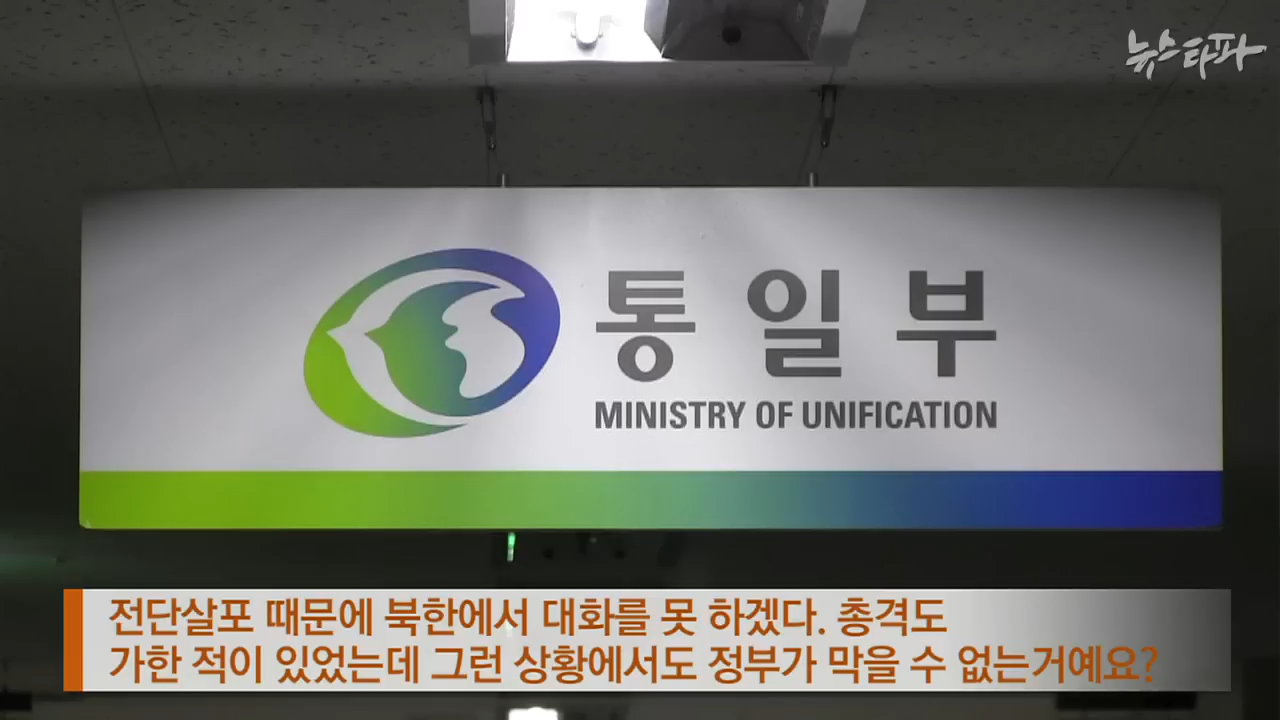 뉴스타파
통일부
MINISTRY OF UNIFICATION
전단살포 때문에 북한에서 대화를 못 하겠다. 총격도
가한 적이 있었는데 그런 상황에서도 정부가 막을 수 없는거예요?